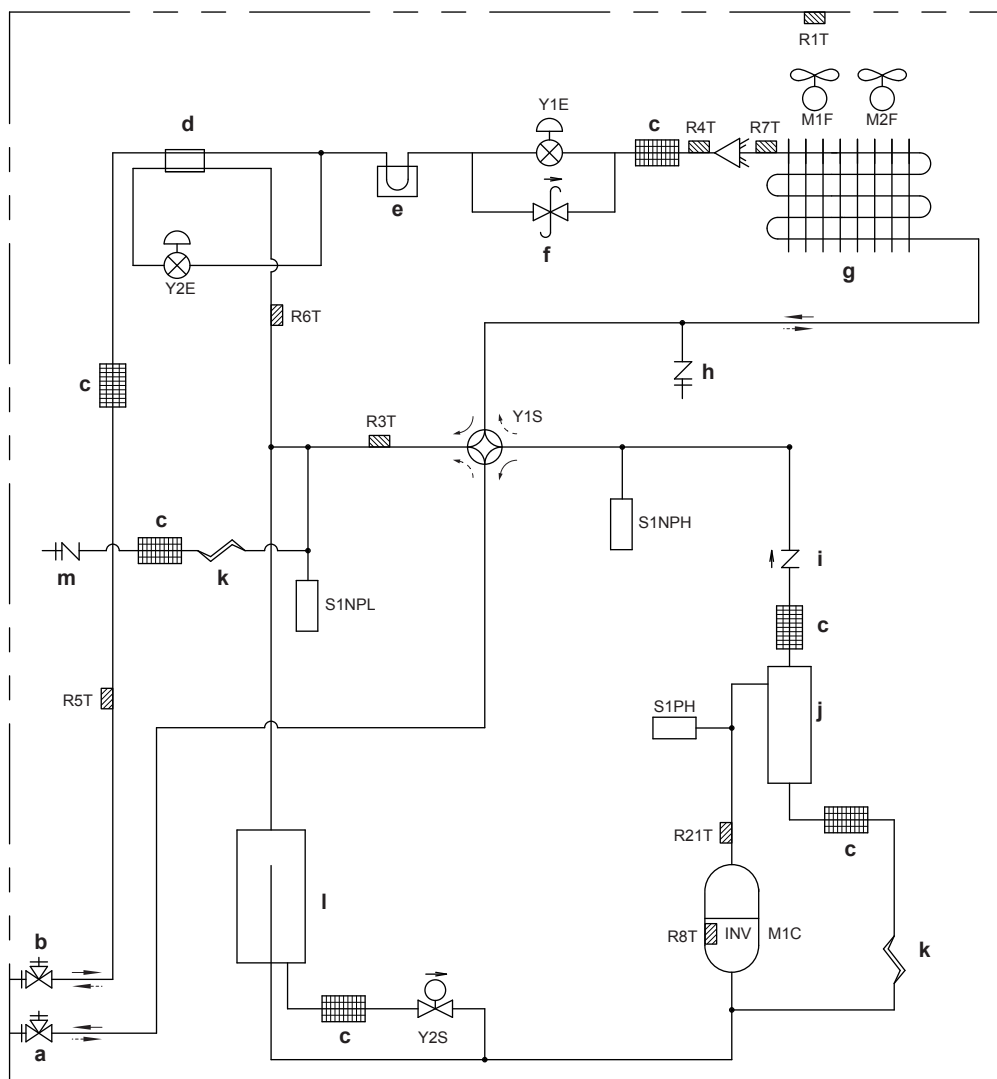 R1T
M1F
M2F
Y1E
c
R4T
R7T
d
e
f
g
Y2E
R6T
c
h
R3T
Y1S
S1NPH
c
m
k
S1NPL
i
c
R5T
S1PH
j
R21T
c
l
R8T
INV
M1C
k
b
a
c
Y2S